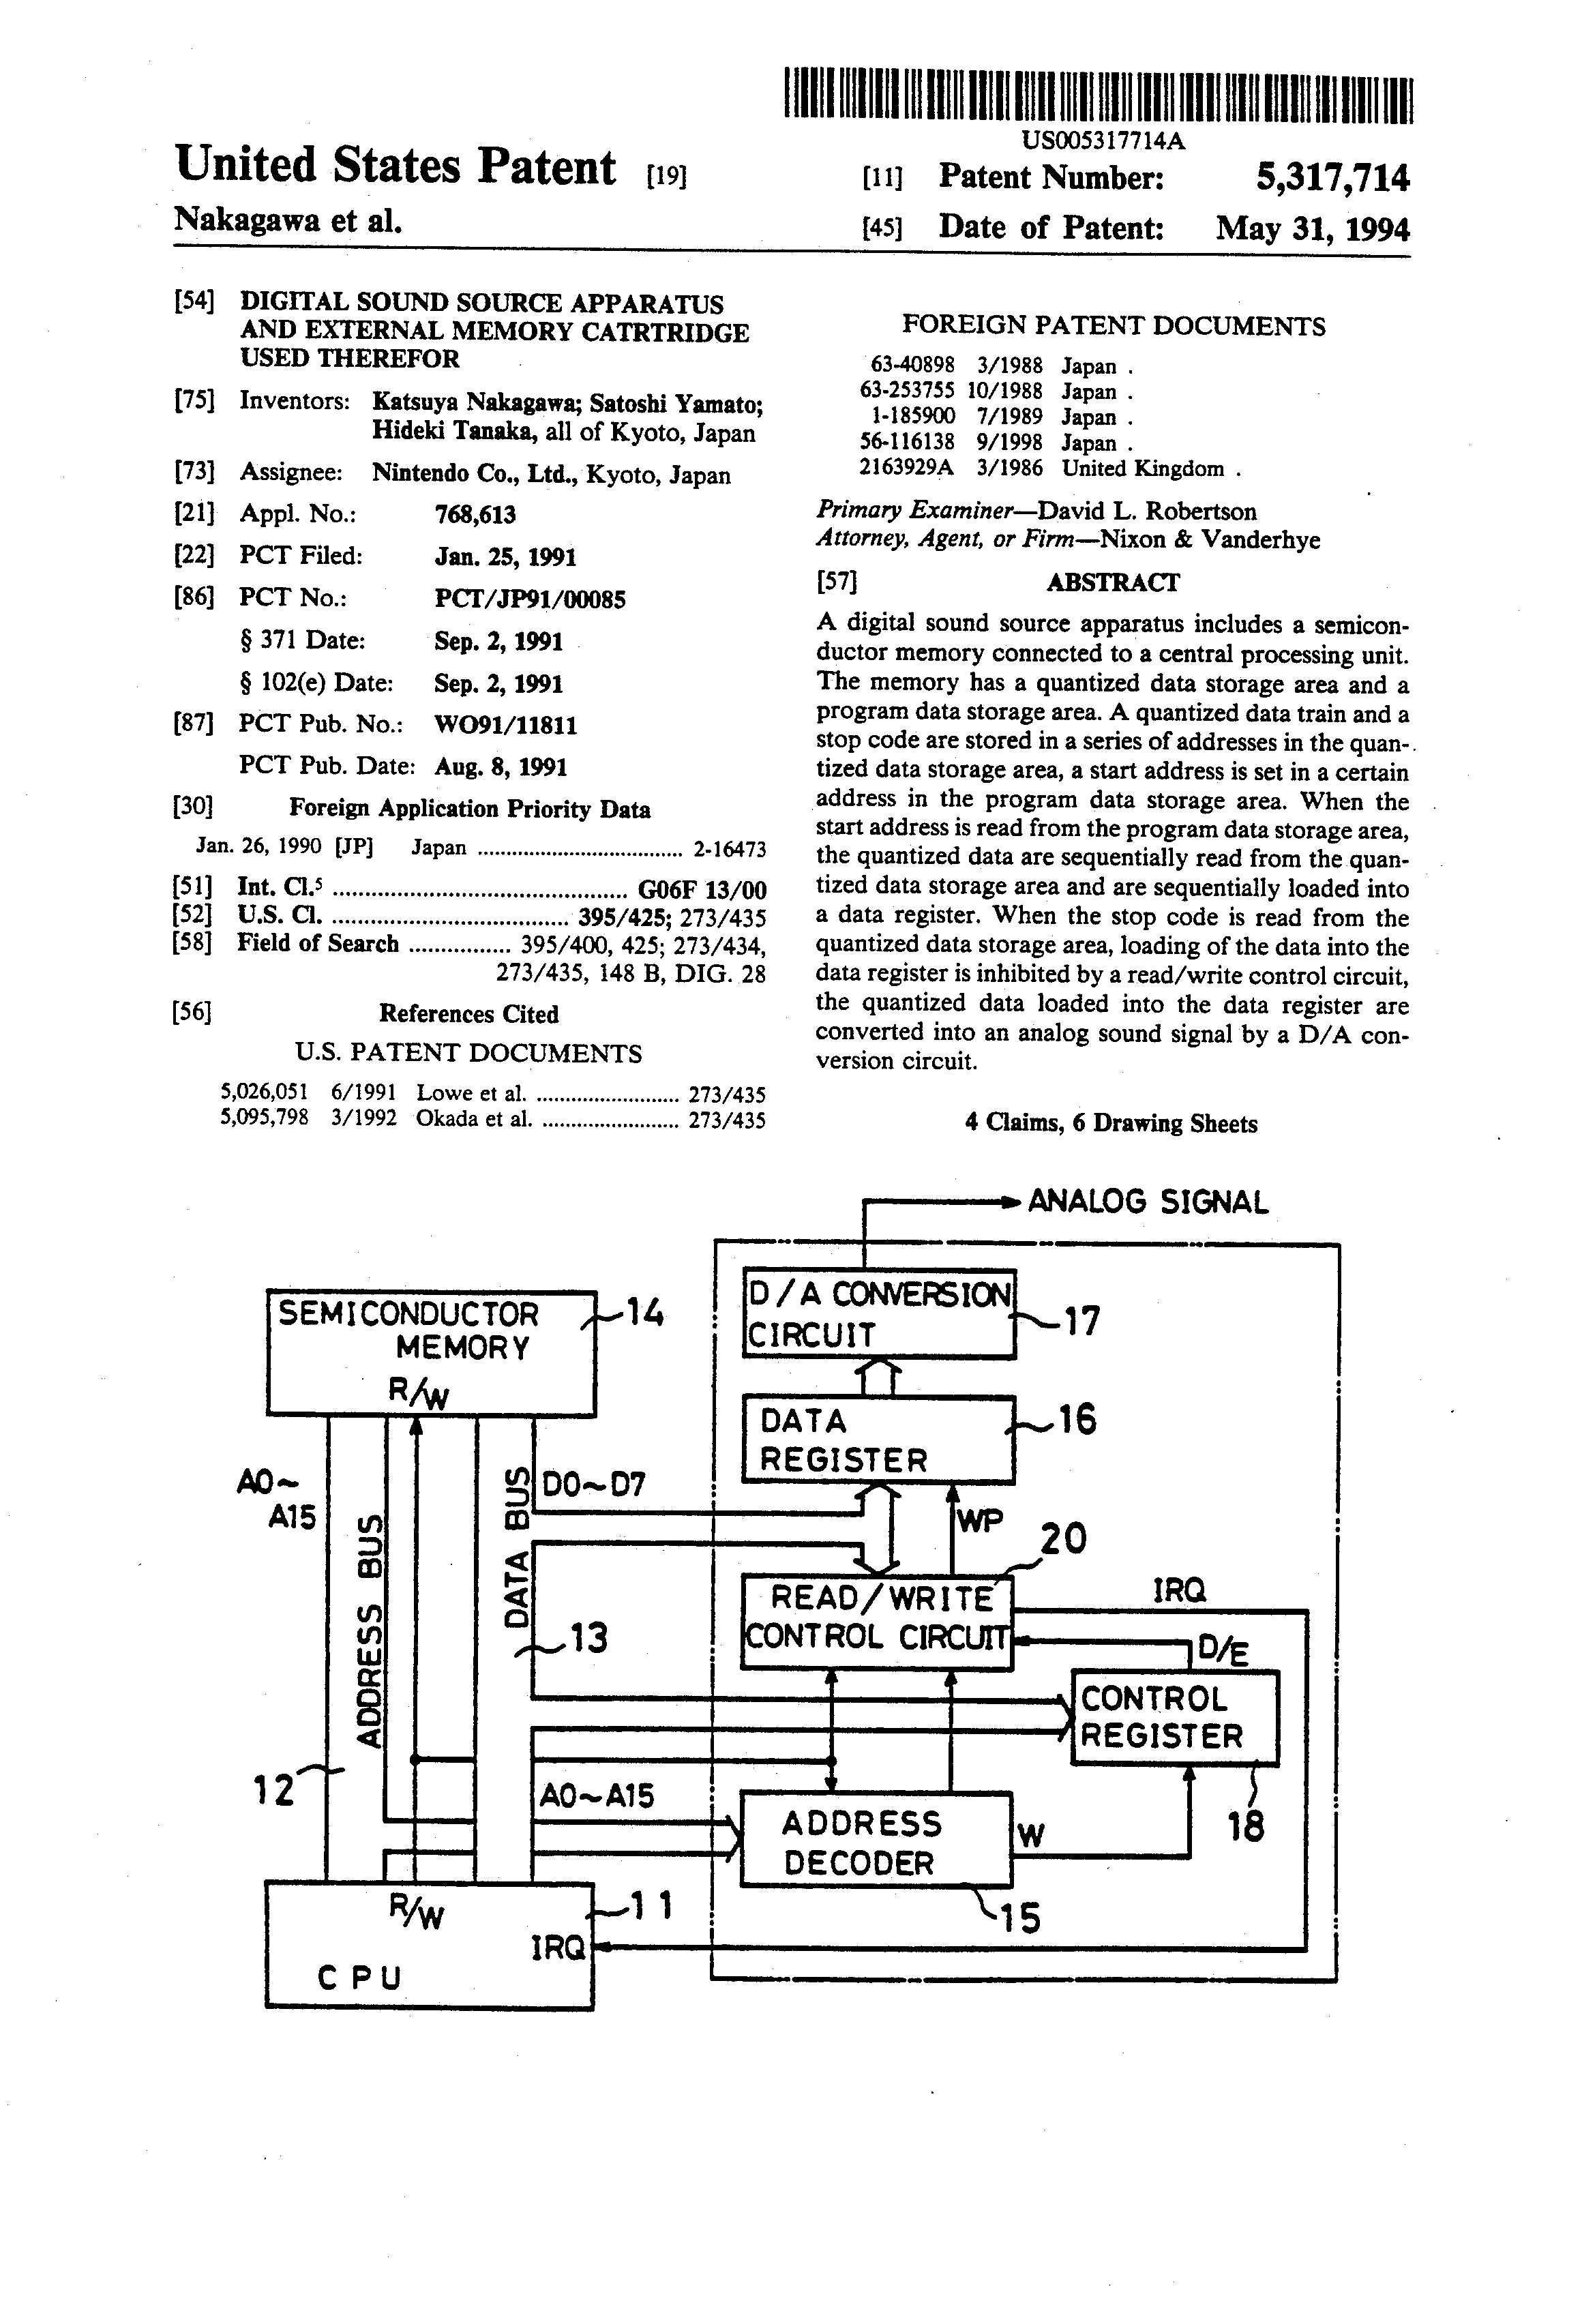 US005317714A
United States Patent [19]
Nakagawa et al.
[11] Patent Number: 5,317,714
[45] Date of Patent: May 31, 1994
[54] DIGITAL SOUND SOURCE APPARATUS
AND EXTERNAL MEMORY CATRTRIDGE
USED THEREFOR
[75] Inventors: Katsuya Nakagawa; Satoshi Yamato;
Hideki Tanaka, all of Kyoto, Japan
[73] Assignee: Nintendo Co., Ltd., Kyoto, Japan
[21] Appl. No.: 768,613
[22] PCT Filed: Jan. 25, 1991
[86] PCT No.: PCT/JP91/00085
§ 371 Date: Sep. 2, 1991
§ 102(e) Date: Sep. 2, 1991
[87] PCT Pub. No.: WO91/11811
PCT Pub. Date: Aug. 8, 1991
[30] Foreign Application Priority Data
Jan. 26, 1990 [JP] Japan .................................. 2-16473
[51] Int. Cl.⁵ ........................................ G06F 13/00
[52] U.S. Cl. .................................. 395/425; 273/435
[58] Field of Search ................ 395/400, 425; 273/434,
273/435, 148 B, DIG. 28
[56] References Cited
U.S. PATENT DOCUMENTS
5,026,051 6/1991 Lowe et al. ......................... 273/435
5,095,798 3/1992 Okada et al. ........................ 273/435
FOREIGN PATENT DOCUMENTS
63-40898 3/1988 Japan .
63-253755 10/1988 Japan .
1-185900 7/1989 Japan .
56-116138 9/1998 Japan .
2163929A 3/1986 United Kingdom .
Primary Examiner—David L. Robertson
Attorney, Agent, or Firm—Nixon & Vanderhye
[57] ABSTRACT
A digital sound source apparatus includes a semicon-
ductor memory connected to a central processing unit.
The memory has a quantized data storage area and a
program data storage area. A quantized data train and a
stop code are stored in a series of addresses in the quan-
tized data storage area, a start address is set in a certain
address in the program data storage area. When the
start address is read from the program data storage area,
the quantized data are sequentially read from the quan-
tized data storage area and are sequentially loaded into
a data register. When the stop code is read from the
quantized data storage area, loading of the data into the
data register is inhibited by a read/write control circuit,
the quantized data loaded into the data register are
converted into an analog sound signal by a D/A con-
version circuit.
4 Claims, 6 Drawing Sheets
ANALOG SIGNAL
D/A CONVERSION
CIRCUIT
17
SEMICONDUCTOR
MEMORY
R/W
14
DATA
REGISTER
16
A0~
A15
ADDRESS BUS
DATA BUS
D0~D7
WP
20
READ/WRITE
CONTROL CIRCUIT
IRQ
D/E
13
CONTROL
REGISTER
18
12
A0~A15
ADDRESS
DECODER
W
15
R/W
11
IRQ
CPU